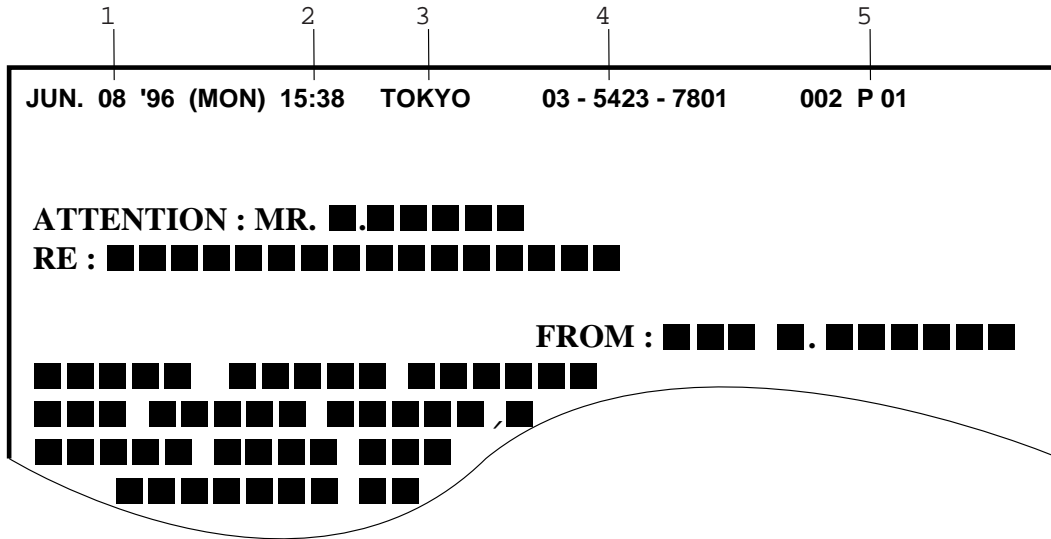 1 2 3 4 5
JUN. 08 '96 (MON) 15:38 TOKYO 03 - 5423 - 7801 002 P 01
ATTENTION : MR. .
RE :
FROM : .
,